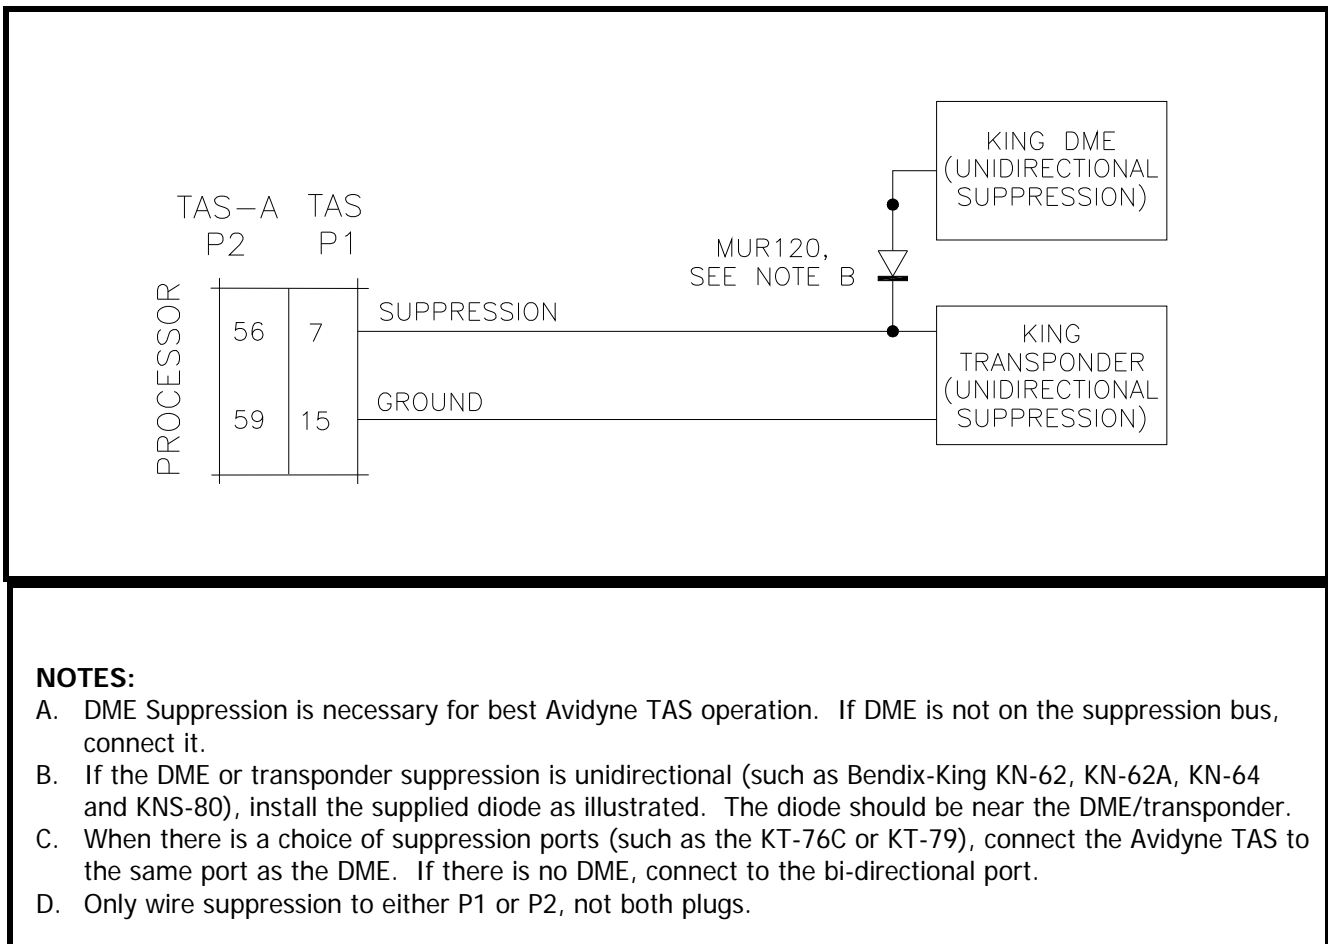 KING DME
(UNIDIRECTIONAL
SUPPRESSION)
TAS-A TAS
P2 P1
MUR120,
SEE NOTE B
PROCESSOR
56 7 SUPPRESSION
KING
TRANSPONDER
(UNIDIRECTIONAL
SUPPRESSION)
59 15 GROUND
NOTES:
A. DME Suppression is necessary for best Avidyne TAS operation. If DME is not on the suppression bus,
connect it.
B. If the DME or transponder suppression is unidirectional (such as Bendix-King KN-62, KN-62A, KN-64
and KNS-80), install the supplied diode as illustrated. The diode should be near the DME/transponder.
C. When there is a choice of suppression ports (such as the KT-76C or KT-79), connect the Avidyne TAS to
the same port as the DME. If there is no DME, connect to the bi-directional port.
D. Only wire suppression to either P1 or P2, not both plugs.